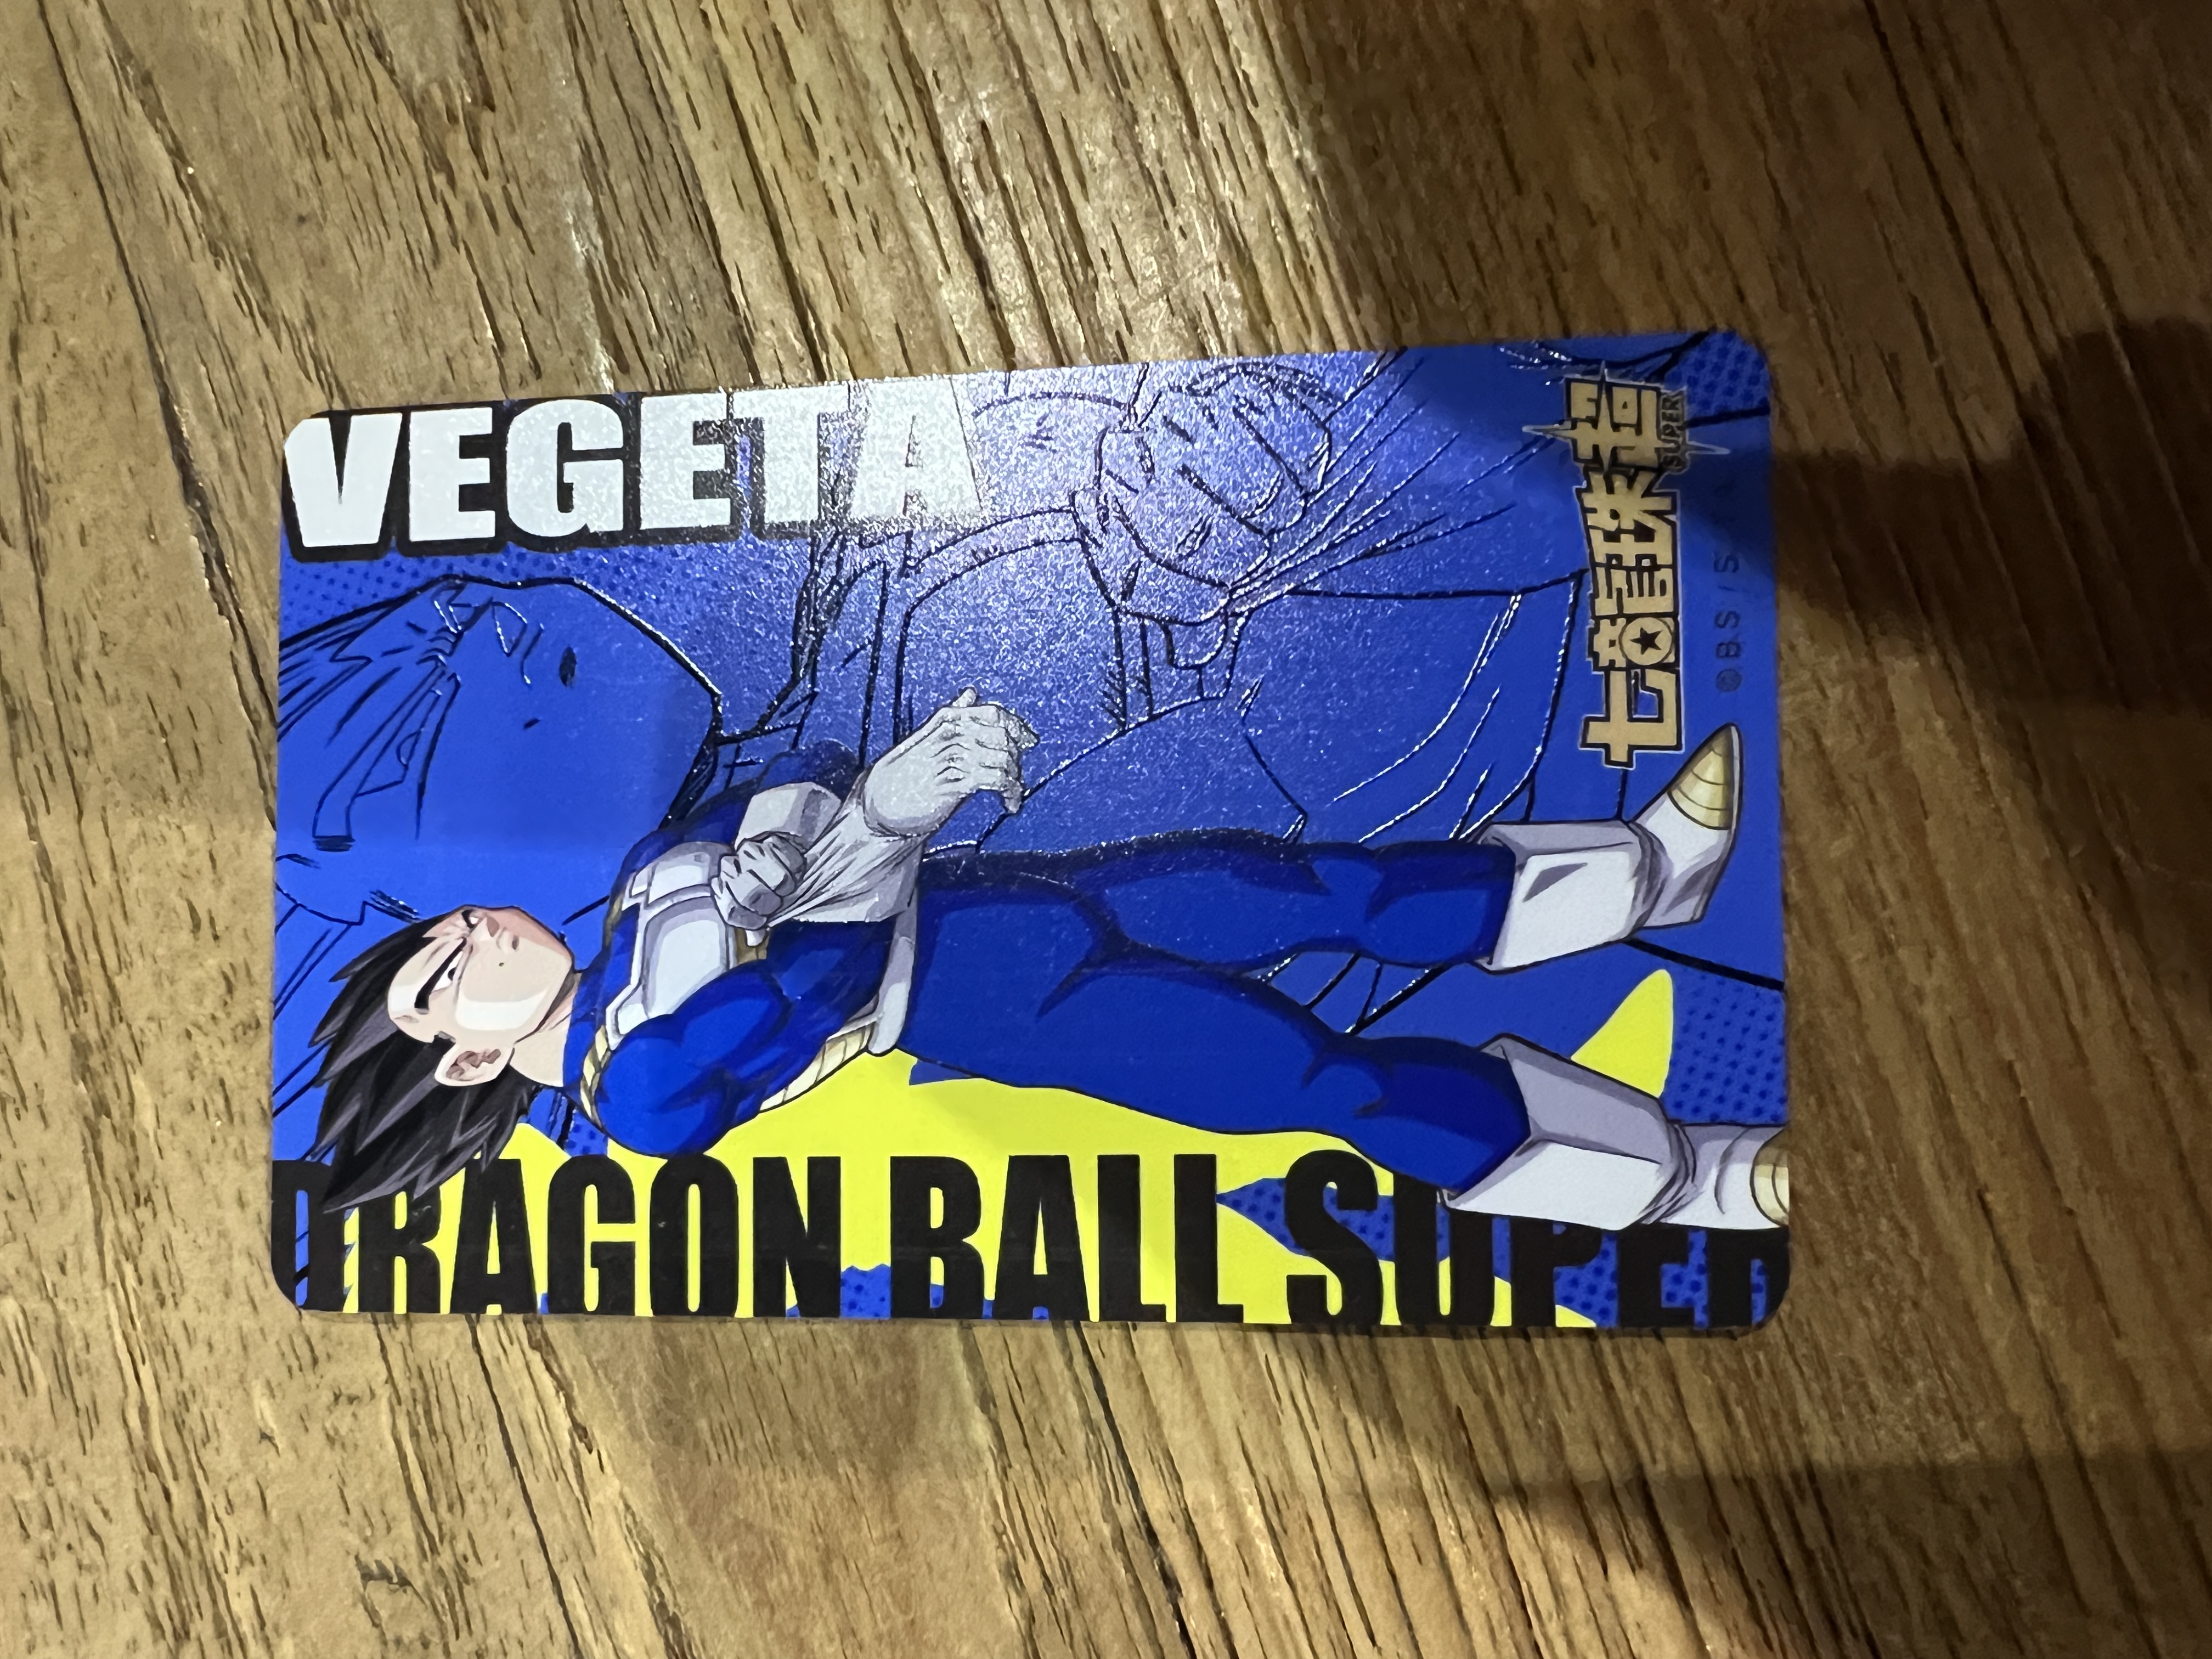 VEGETA
七龍珠超
SUPER
©BS/S
DRAGON BALL SUPER